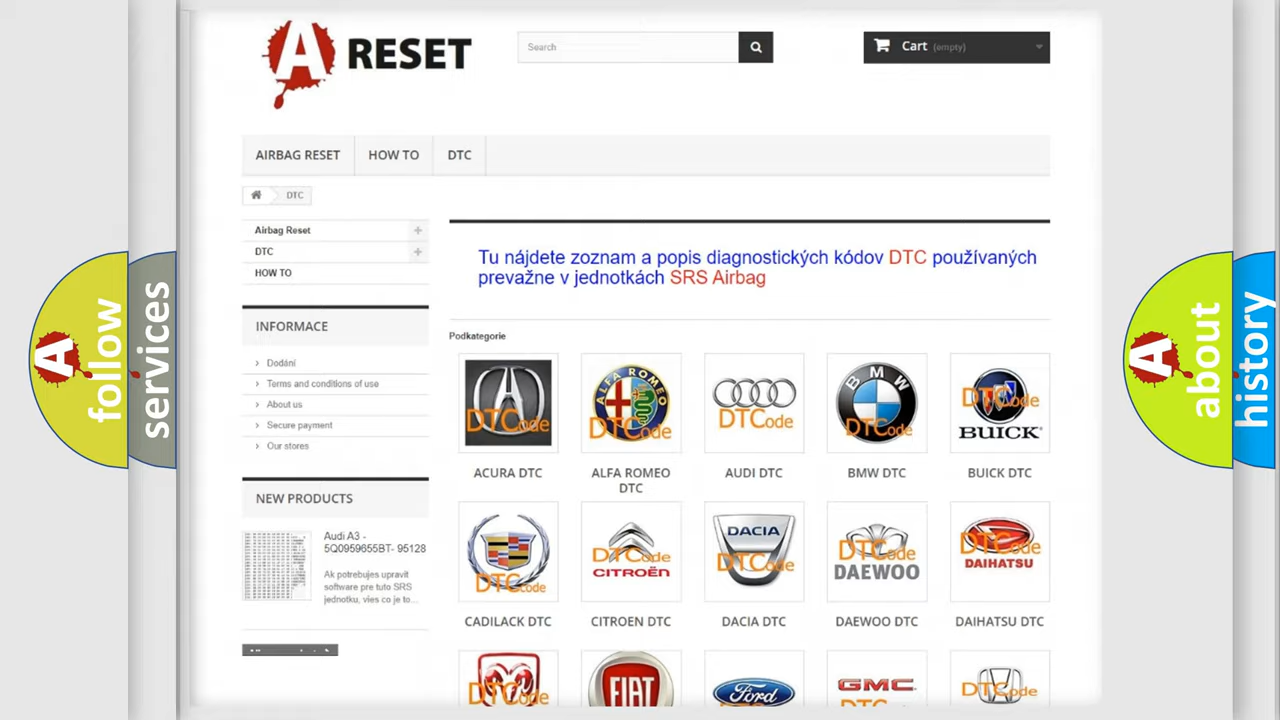 A RESET
Search
Cart (empty)
AIRBAG RESET
HOW TO
DTC
DTC
Airbag Reset
DTC
HOW TO
INFORMACE
Dodání
Terms and conditions of use
About us
Secure payment
Our stores
NEW PRODUCTS
Audi A3 -
5Q0959655BT- 95128
Ak potrebujes upravit
software pre tuto SRS
jednotku, vies co je to...
Tu nájdete zoznam a popis diagnostických kódov DTC používaných
prevažne v jednotkách SRS Airbag
Podkategorie
DTCode
ALFA ROMEO
DTCode
DTCode
BMW
DTCode
DTCode
BUICK
ACURA DTC
ALFA ROMEO
DTC
AUDI DTC
BMW DTC
BUICK DTC
DTCode
DTCode
CITROËN
DACIA
DTCode
DTCode
DAEWOO
DTCode
DAIHATSU
CADILACK DTC
CITROEN DTC
DACIA DTC
DAEWOO DTC
DAIHATSU DTC
DTCode
FIAT
Ford
GMC
DTCode
A follow
services
A about
history